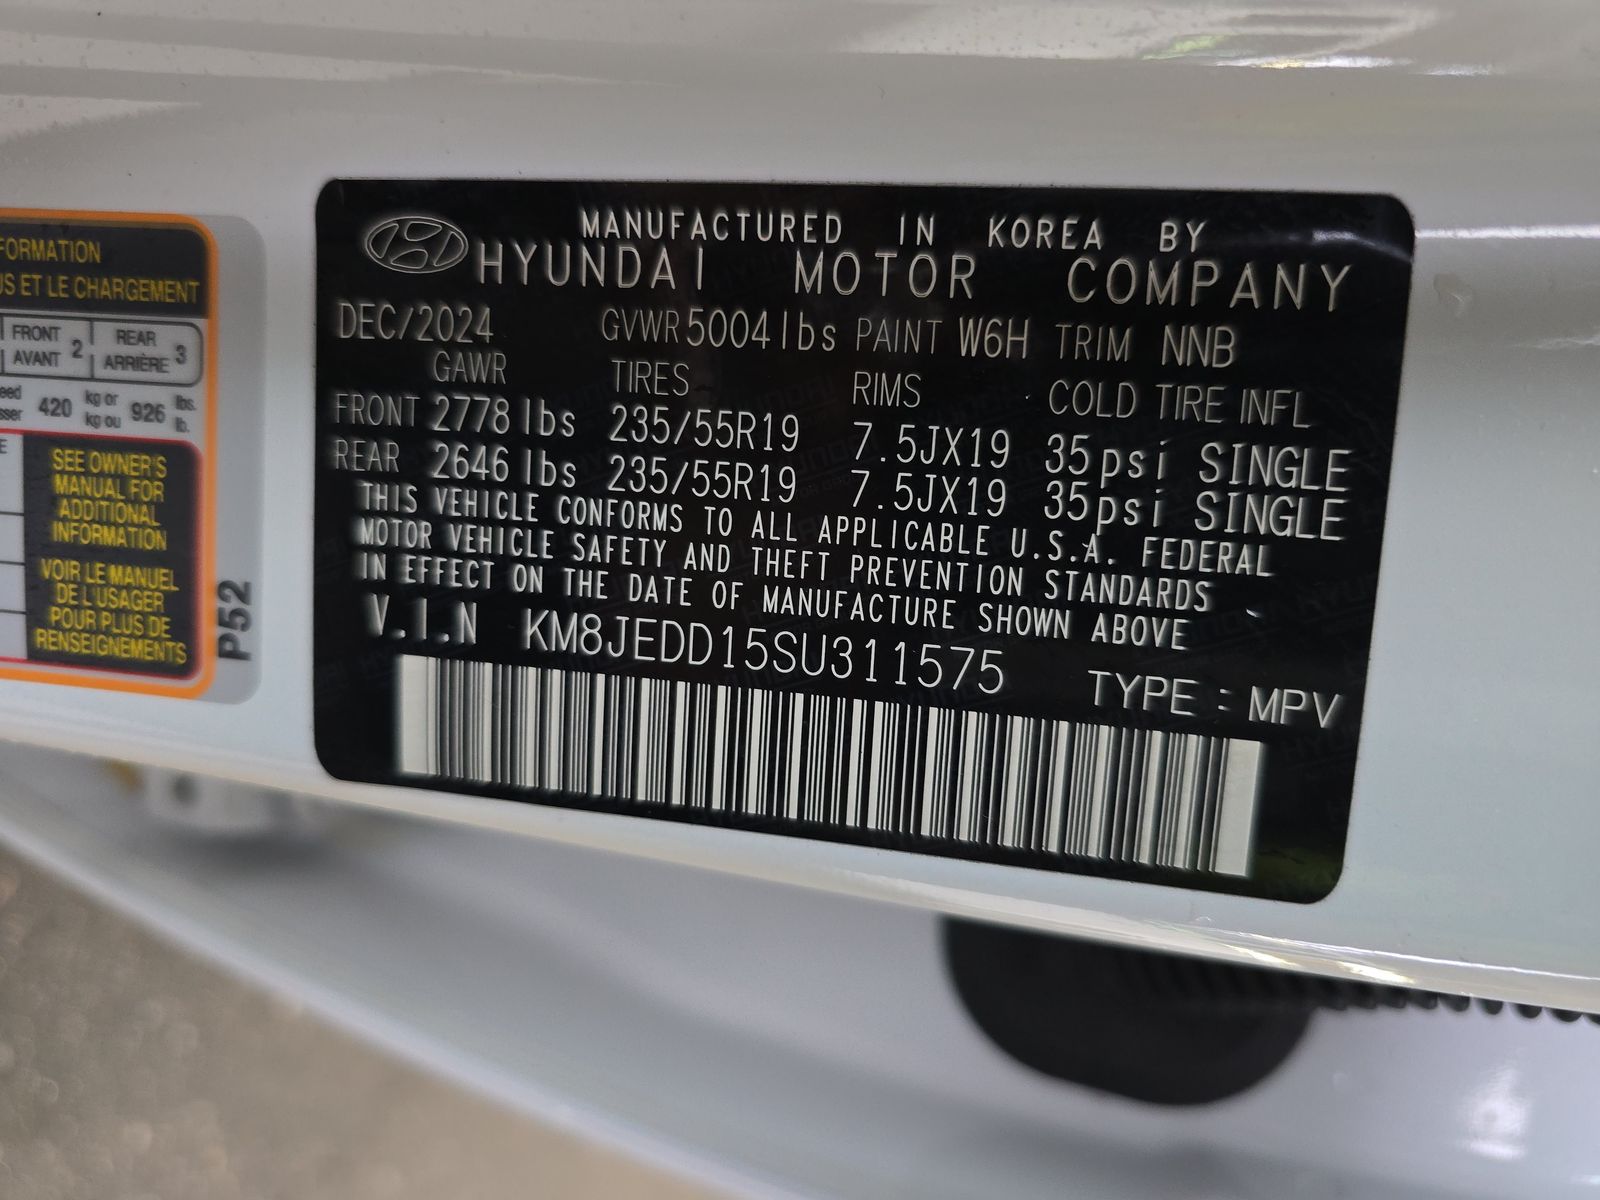 FORMATION
US ET LE CHARGEMENT
FRONT 2 REAR 3
AVANT ARRIÈRE
420 kg or 926 lbs.
kg ou lb.
SEE OWNER'S
MANUAL FOR
ADDITIONAL
INFORMATION
VOIR LE MANUEL
DE L'USAGER
POUR PLUS DE
RENSEIGNEMENTS
P52
MANUFACTURED IN KOREA BY
HYUNDAI MOTOR COMPANY
DEC/2024 GVWR 5004 lbs PAINT W6H TRIM NNB
GAWR TIRES RIMS COLD TIRE INFL
FRONT 2778 lbs 235/55R19 7.5JX19 35psi SINGLE
REAR 2646 lbs 235/55R19 7.5JX19 35psi SINGLE
THIS VEHICLE CONFORMS TO ALL APPLICABLE U.S.A. FEDERAL
MOTOR VEHICLE SAFETY AND THEFT PREVENTION STANDARDS
IN EFFECT ON THE DATE OF MANUFACTURE SHOWN ABOVE
V.I.N KM8JEDD15SU311575
TYPE : MPV